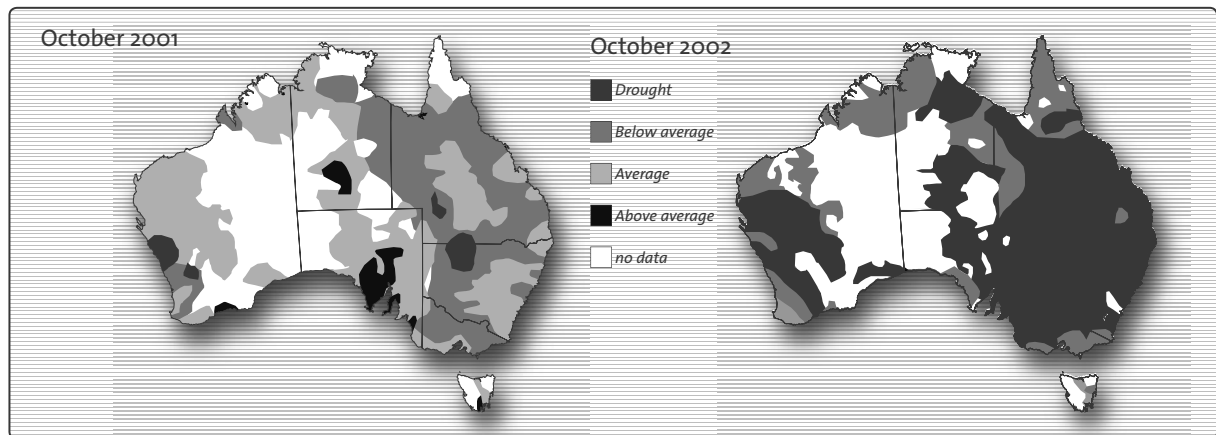 October 2001
October 2002
Drought
Below average
Average
Above average
no data